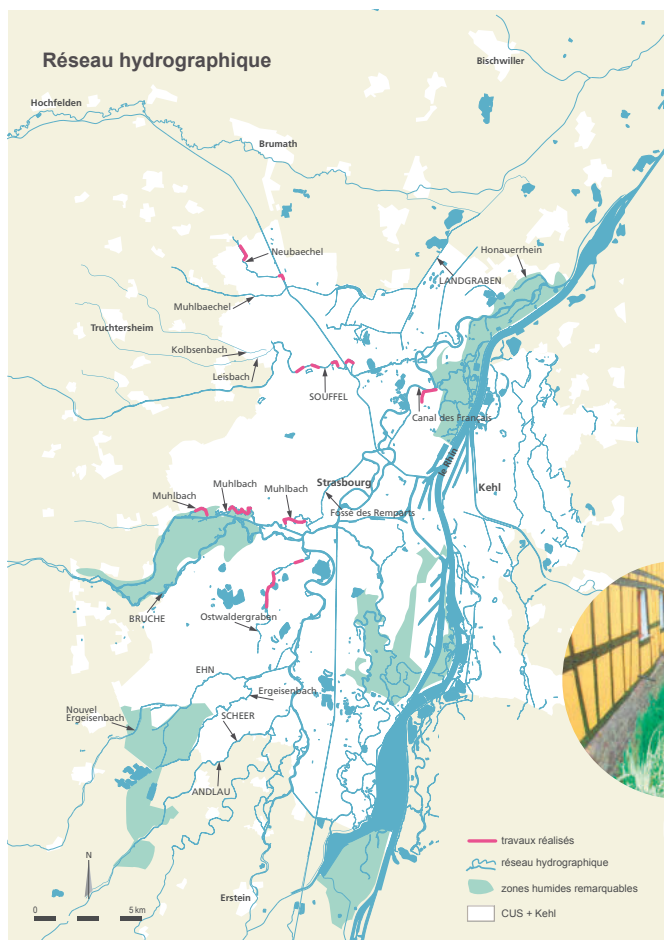 Réseau hydrographique
Bischwiller
Hochfelden
Brumath
Neubaechel
Honauerrhein
LANDGRABEN
Muhlbaechel
Truchtersheim
Kolbsenbach
Leisbach
SOUFFEL
Canal des Français
le Rhin
Strasbourg
Kehl
Muhlbach
Muhlbach
Muhlbach
Fossé des Remparts
BRUCHE
Ostwaldergraben
EHN
Ergeisenbach
Nouvel
Ergeisenbach
SCHEER
ANDLAU
N
0
5 km
Erstein
travaux réalisés
réseau hydrographique
zones humides remarquables
CUS + Kehl